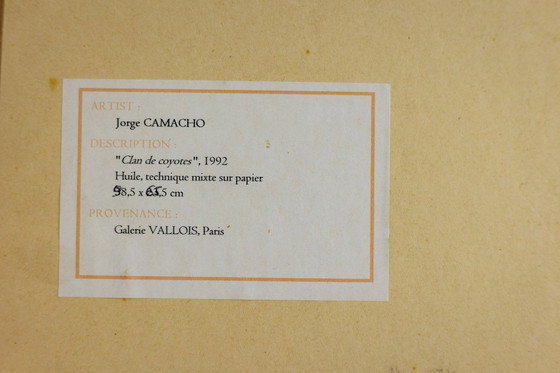 ARTIST :
Jorge CAMACHO
DESCRIPTION :
"Clan de coyotes", 1992
Huile, technique mixte sur papier
98,5 x 65,5 cm
PROVENANCE :
Galerie VALLOIS, Paris